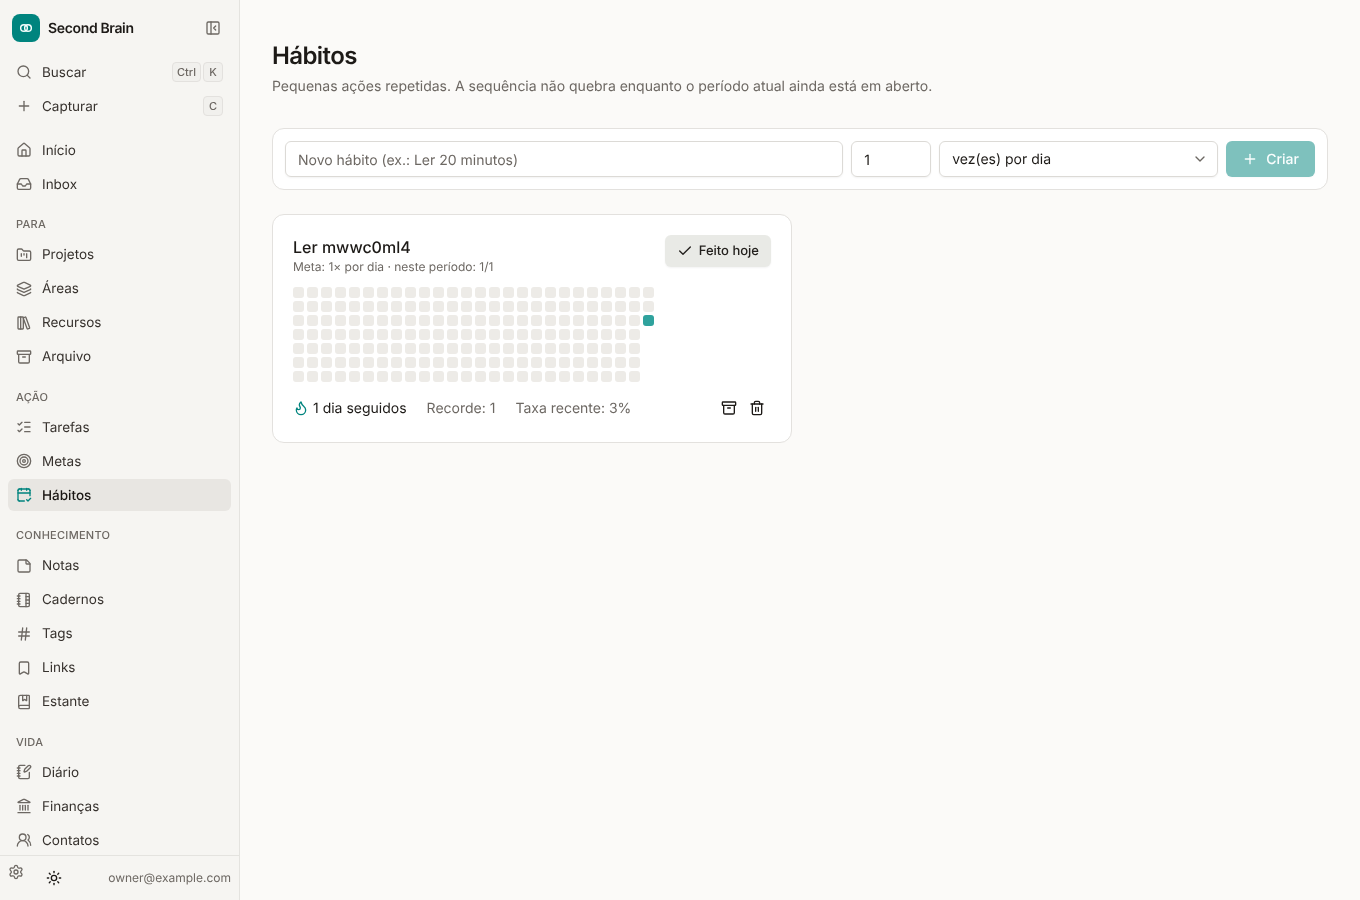 Second Brain
Buscar Ctrl K
Capturar C
Início
Inbox
PARA
Projetos
Áreas
Recursos
Arquivo
AÇÃO
Tarefas
Metas
Hábitos
CONHECIMENTO
Notas
Cadernos
Tags
Links
Estante
VIDA
Diário
Finanças
Contatos
owner@example.com
Hábitos
Pequenas ações repetidas. A sequência não quebra enquanto o período atual ainda está em aberto.
Novo hábito (ex.: Ler 20 minutos) 1 vez(es) por dia Criar
Ler mwwc0ml4
Feito hoje
Meta: 1× por dia · neste período: 1/1
1 dia seguidos Recorde: 1 Taxa recente: 3%